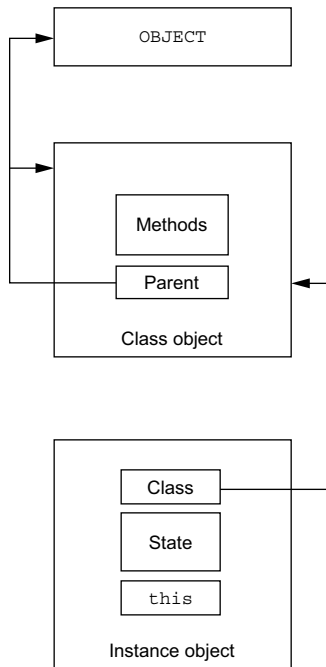 OBJECT
Methods
Parent
Class object
Class
State
this
Instance object